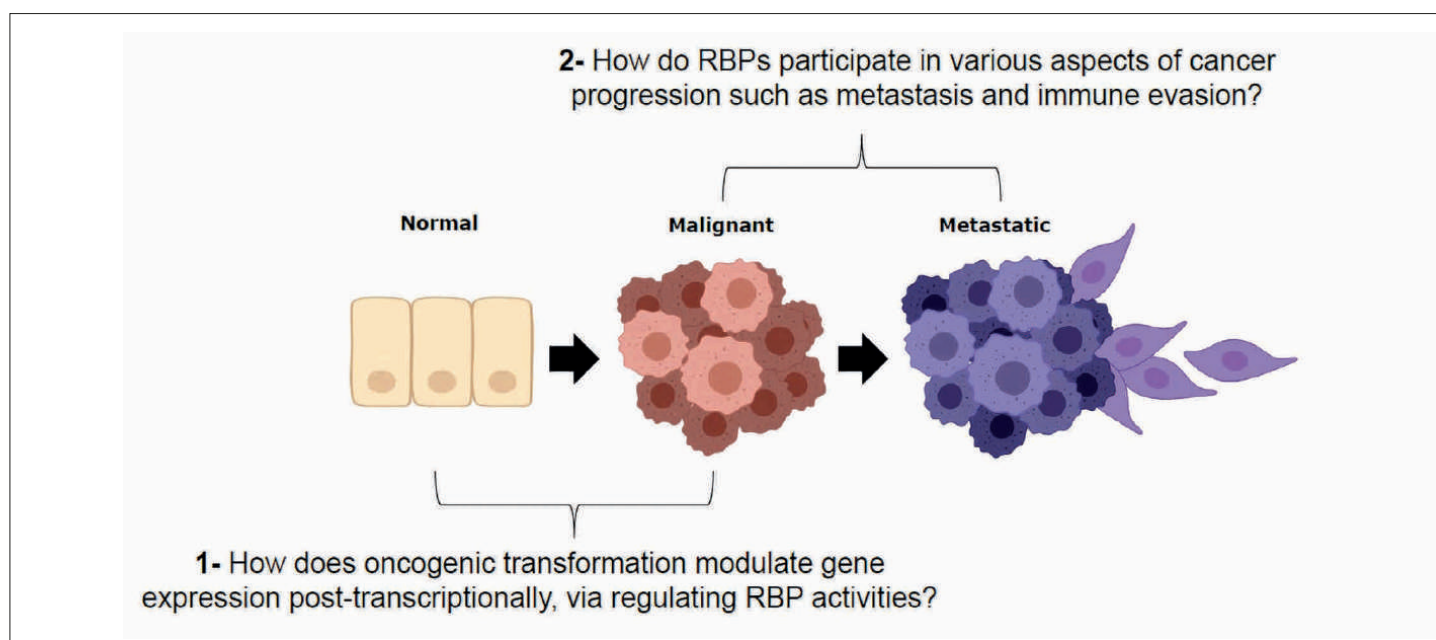 2- How do RBPs participate in various aspects of cancer
progression such as metastasis and immune evasion?
Normal
Malignant
Metastatic
1- How does oncogenic transformation modulate gene
expression post-transcriptionally, via regulating RBP activities?